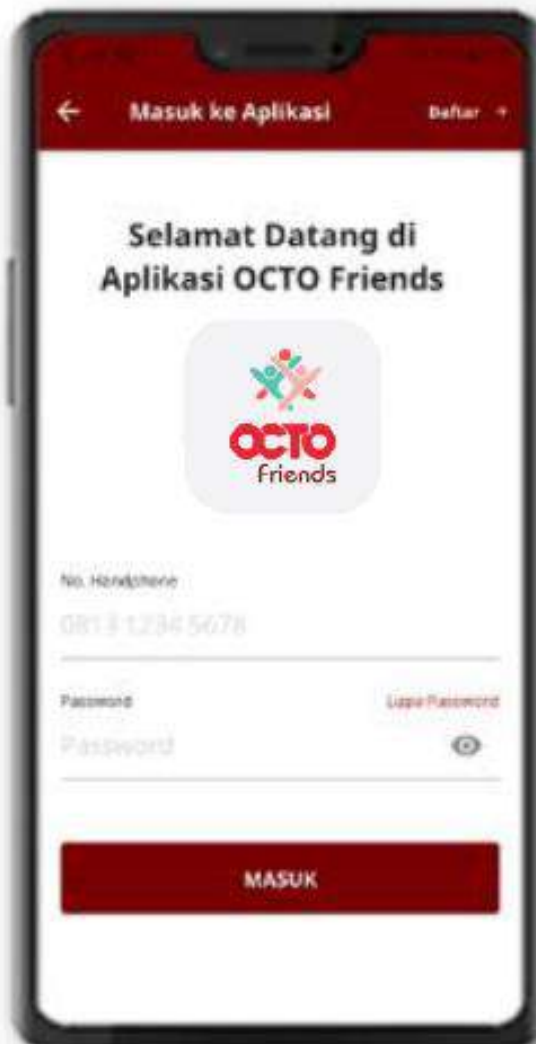 Masuk ke Aplikasi
Daftar
Selamat Datang di
Aplikasi OCTO Friends
OCTO
friends
No. Handphone
0813 1234 5678
Password
Lupa Password
Password
MASUK